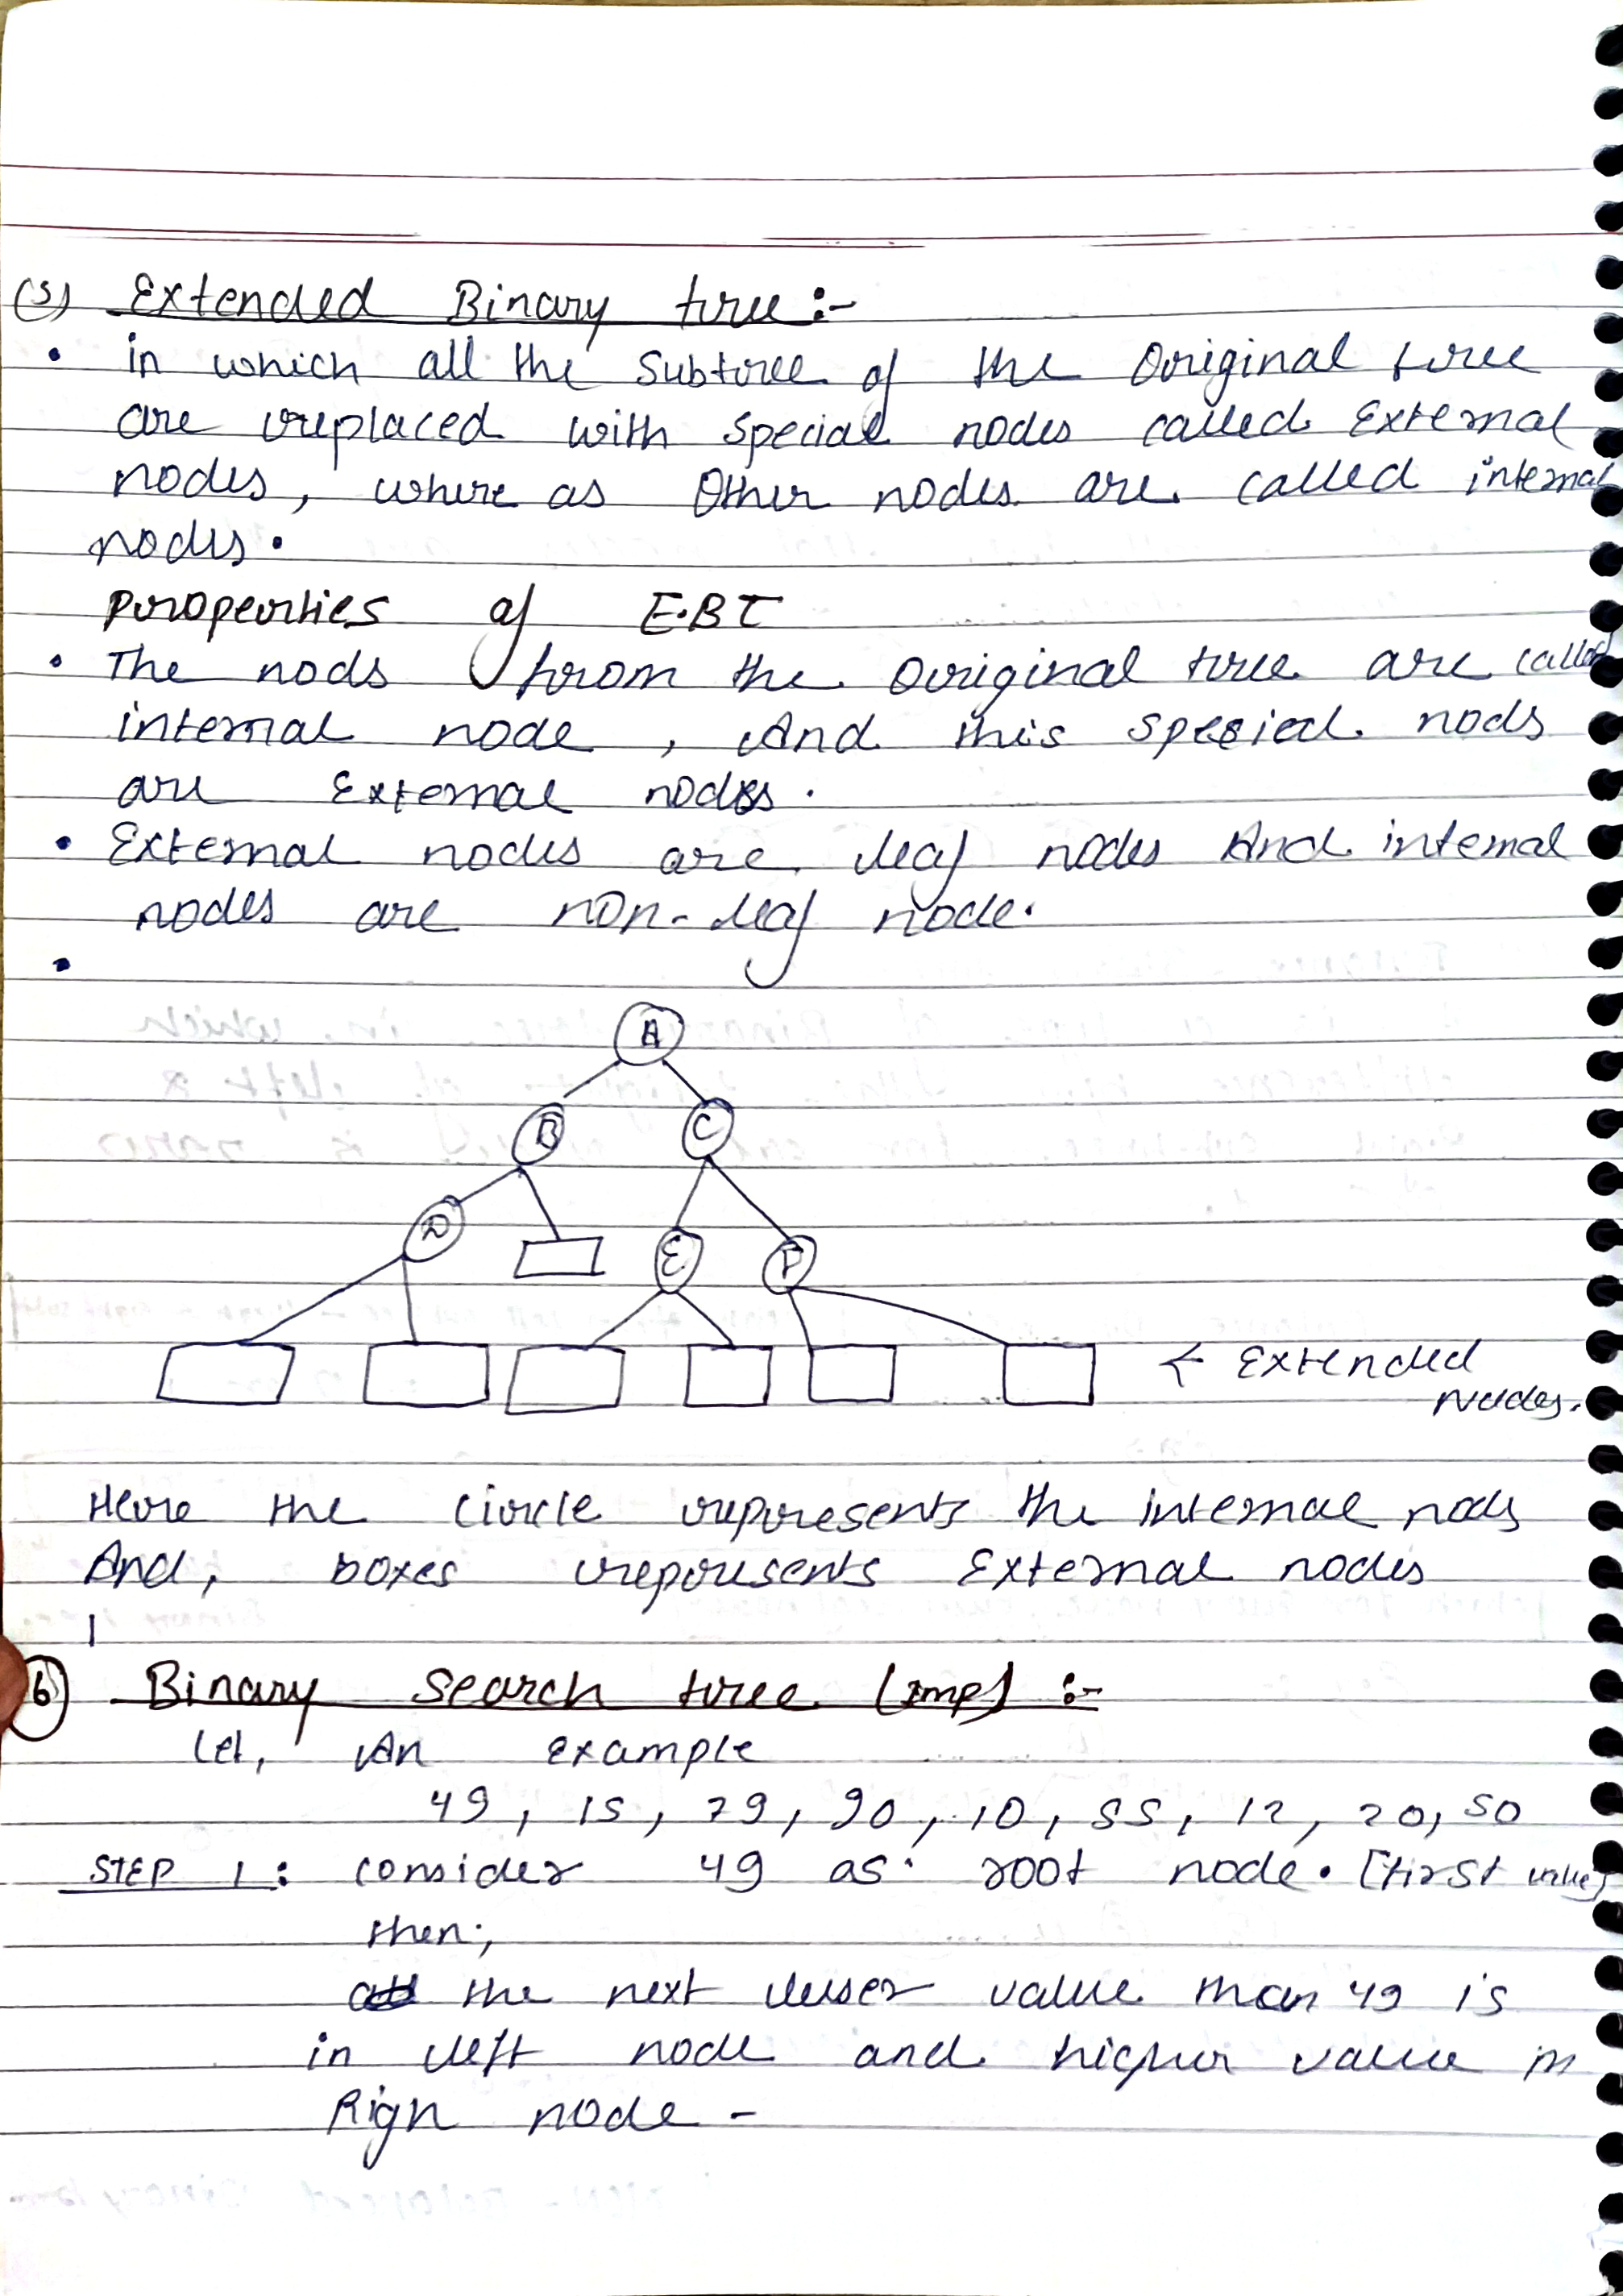 (5) Extended Binary tree :-
• in which all the Subtree of the Original tree
are replaced with special nodes called External
nodes, where as Other nodes are called internal
nodes.
properties of E.B.T
• The nods from the original tree are called
internal node, And this special nods
are External nodes.
• External nodes are leaf nodes And internal
nodes are non-leaf node.
•
A
B C
D E F
← Extended
Nodes.
Here the circle represents the internal nods
And, boxes represents External nodes
(6) Binary search tree (Imp) :-
Let, An example
49, 15, 79, 90, 10, 55, 12, 20, 50
STEP 1: consider 49 as root node. [first value]
then;
the next lesser value than 49 is
in left node and higher value in
Righ node -